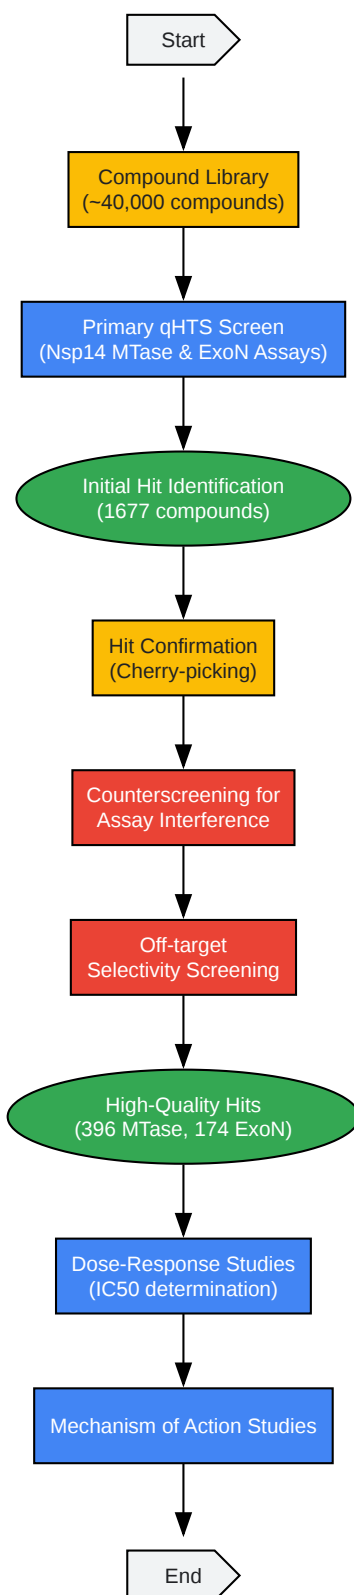 Start
Compound Library
(~40,000 compounds)
Primary qHTS Screen
(Nsp14 MTase & ExoN Assays)
Initial Hit Identification
(1677 compounds)
Hit Confirmation
(Cherry-picking)
Counterscreening for
Assay Interference
Off-target
Selectivity Screening
High-Quality Hits
(396 MTase, 174 ExoN)
Dose-Response Studies
(IC50 determination)
Mechanism of Action Studies
End